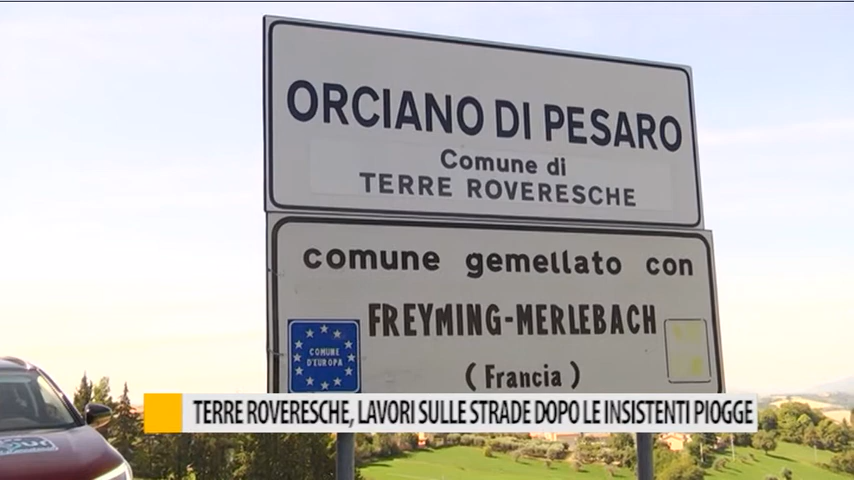 ORCIANO DI PESARO
Comune di
TERRE ROVERESCHE
comune gemellato con
FREYMING-MERLEBACH
COMUNE
D'EUROPA
(Francia)
TERRE ROVERESCHE, LAVORI SULLE STRADE DOPO LE INSISTENTI PIOGGE